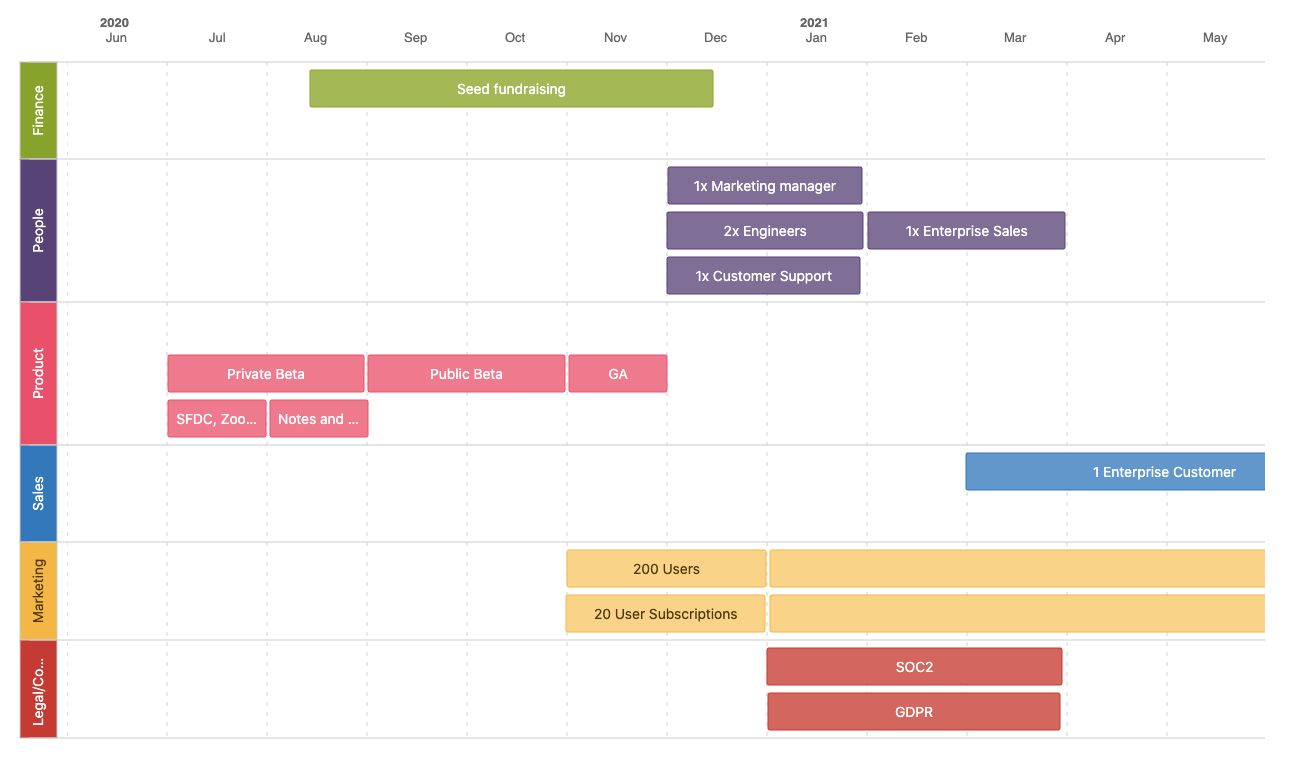 2020
2021
Jun
Jul
Aug
Sep
Oct
Nov
Dec
Jan
Feb
Mar
Apr
May
Finance
Seed fundraising
People
1x Marketing manager
2x Engineers
1x Enterprise Sales
1x Customer Support
Product
Private Beta
Public Beta
GA
SFDC, Zoo...
Notes and ...
Sales
1 Enterprise Customer
Marketing
200 Users
20 User Subscriptions
Legal/Co...
SOC2
GDPR